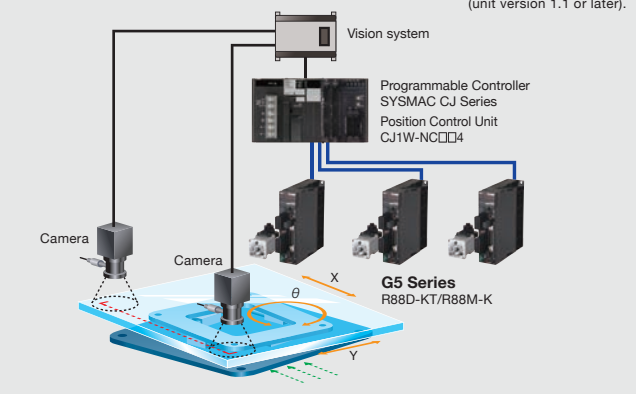 (unit version 1.1 or later).
Vision system
Programmable Controller
SYSMAC CJ Series
Position Control Unit
CJ1W-NC□□4
Camera
Camera
X
θ
G5 Series
R88D-KT/R88M-K
Y